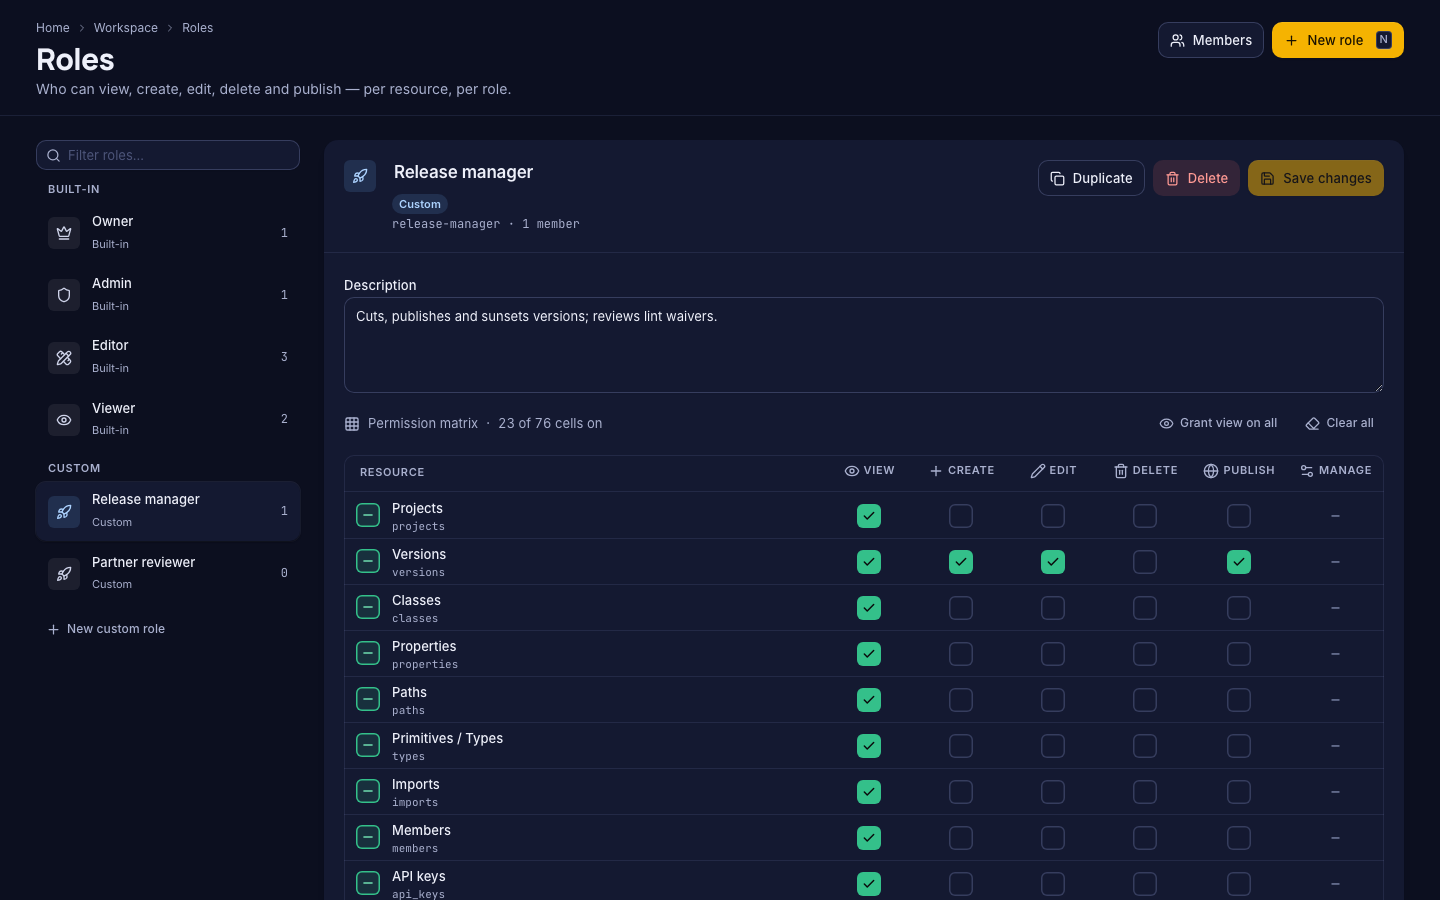 Home > Workspace > Roles
Roles
Who can view, create, edit, delete and publish — per resource, per role.
Members
New role N
Filter roles...
BUILT-IN
Owner
Built-in
1
Admin
Built-in
1
Editor
Built-in
3
Viewer
Built-in
2
CUSTOM
Release manager
Custom
1
Partner reviewer
Custom
0
New custom role
Release manager
Custom
release-manager · 1 member
Duplicate
Delete
Save changes
Description
Cuts, publishes and sunsets versions; reviews lint waivers.
Permission matrix · 23 of 76 cells on
Grant view on all
Clear all
RESOURCE VIEW CREATE EDIT DELETE PUBLISH MANAGE
Projects
projects
–
Versions
versions
–
Classes
classes
–
Properties
properties
–
Paths
paths
–
Primitives / Types
types
–
Imports
imports
–
Members
members
–
API keys
api_keys
–